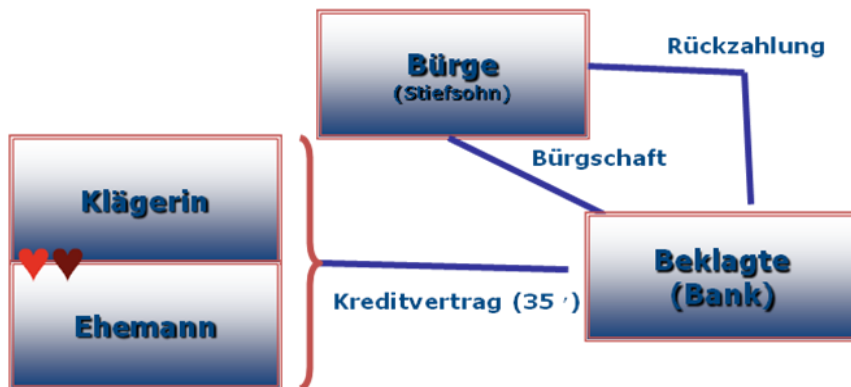 Bürge
(Stiefsohn)
Rückzahlung
Bürgschaft
Klägerin
Ehemann
Kreditvertrag (35
Beklagte
(Bank)